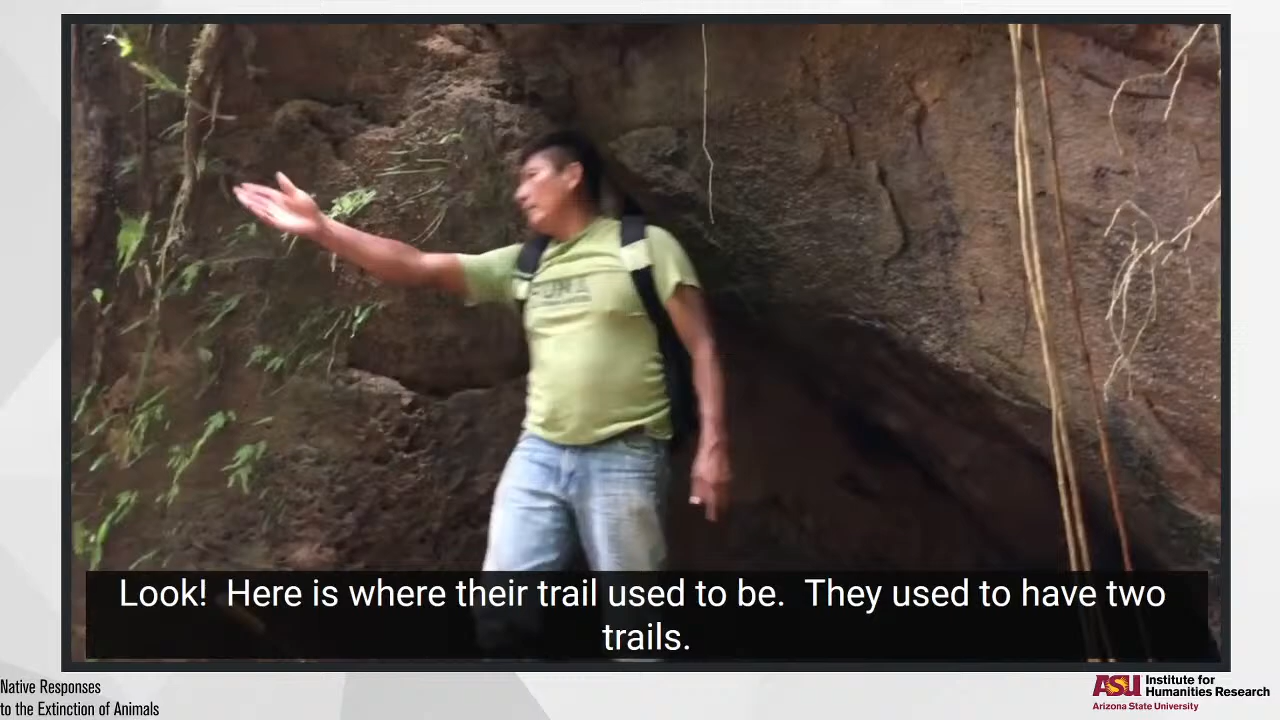 PUMA
Look! Here is where their trail used to be. They used to have two
trails.
Native Responses
to the Extinction of Animals
ASU Institute for
Humanities Research
Arizona State University